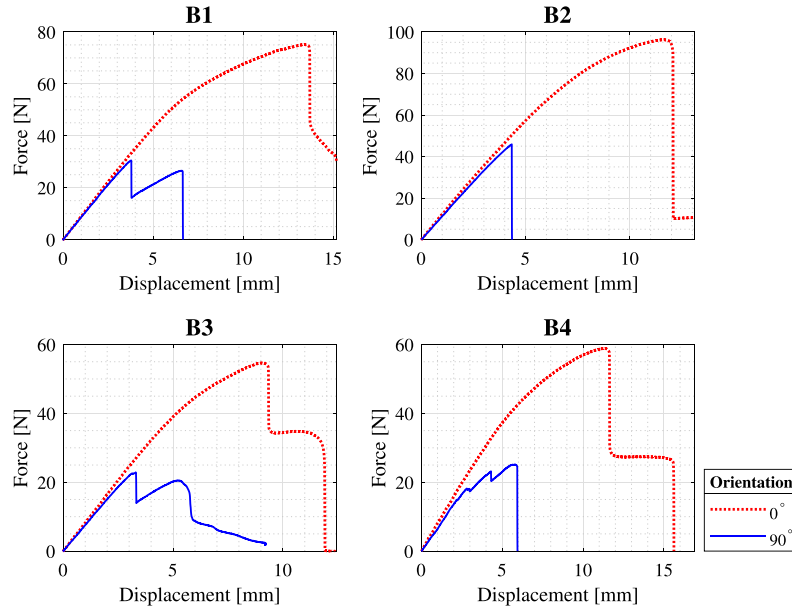 B1
80
60
40
20
0
Force [N]
0 5 10 15
Displacement [mm]
B2
100
80
60
40
20
0
Force [N]
0 5 10
Displacement [mm]
B3
60
40
20
0
Force [N]
0 5 10
Displacement [mm]
B4
60
40
20
0
Force [N]
0 5 10 15
Displacement [mm]
Orientation
0°
90°